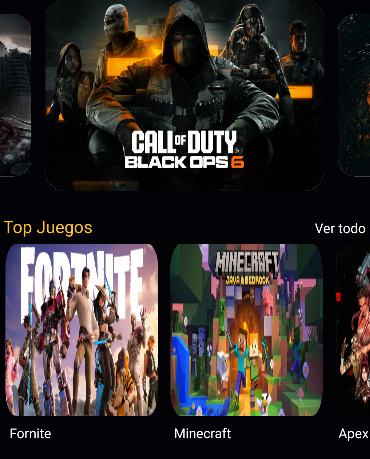 CALL OF DUTY
BLACK OPS 6
Top Juegos
Ver todo
FORTNITE
MINECRAFT
JAVA & BEDROCK
Fornite
Minecraft
Apex